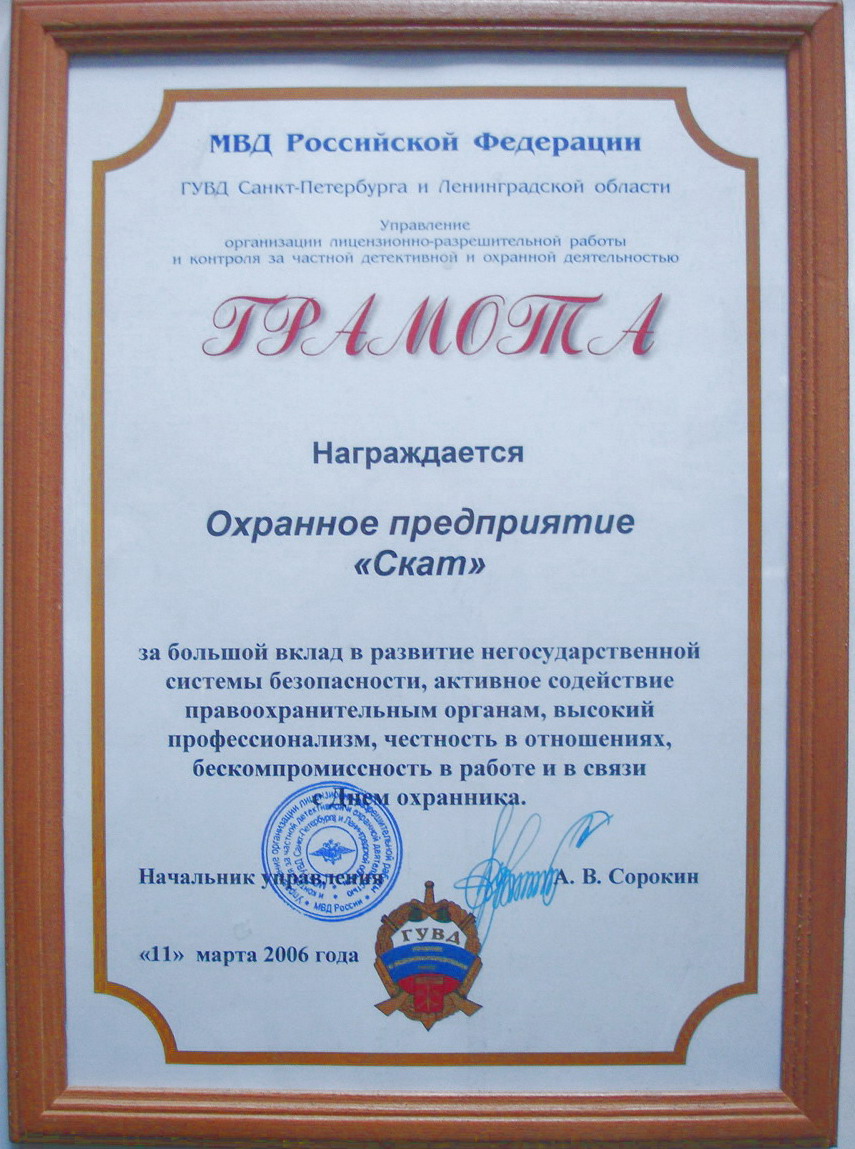 МВД Российской Федерации
ГУВД Санкт-Петербурга и Ленинградской области
Управление
организации лицензионно-разрешительной работы
и контроля за частной детективной и охранной деятельностью
ГРАМОТА
Награждается
Охранное предприятие
«Скат»
за большой вклад в развитие негосударственной
системы безопасности, активное содействие
правоохранительным органам, высокий
профессионализм, честность в отношениях,
бескомпромиссность в работе и в связи
с Днем охранника.
Начальник управления
А. В. Сорокин
«11» марта 2006 года
МВД России
ГУВД